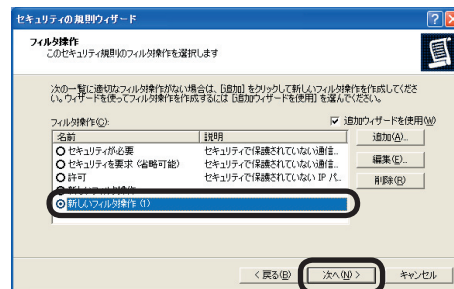 セキュリティの規則ウィザード
フィルタ操作
このセキュリティ規則のフィルタ操作を選択します
次の一覧に適切なフィルタ操作がない場合は、[追加] をクリックして新しいフィルタ操作を作成してくださ
い。ウィザードを使ってフィルタ操作を作成するには [追加ウィザードを使用] を選んでください。
フィルタ操作(C):
追加ウィザードを使用(W)
名前 説明
セキュリティが必要 セキュリティで保護されていない通信...
セキュリティを要求 (省略可能) セキュリティで保護されていない通信...
許可 セキュリティで保護されていない IP パ...
新しいフィルタ操作
新しいフィルタ操作 (1)
追加(A)...
編集(E)...
削除(R)
< 戻る(B)
次へ(N) >
キャンセル